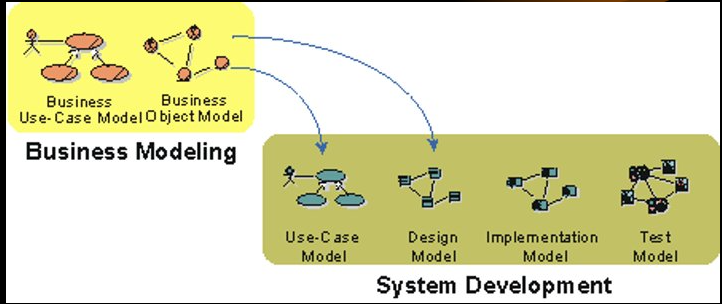 Business
Use-Case Model
Business
Object Model
Business Modeling
Use-Case
Model
Design
Model
Implementation
Model
Test
Model
System Development